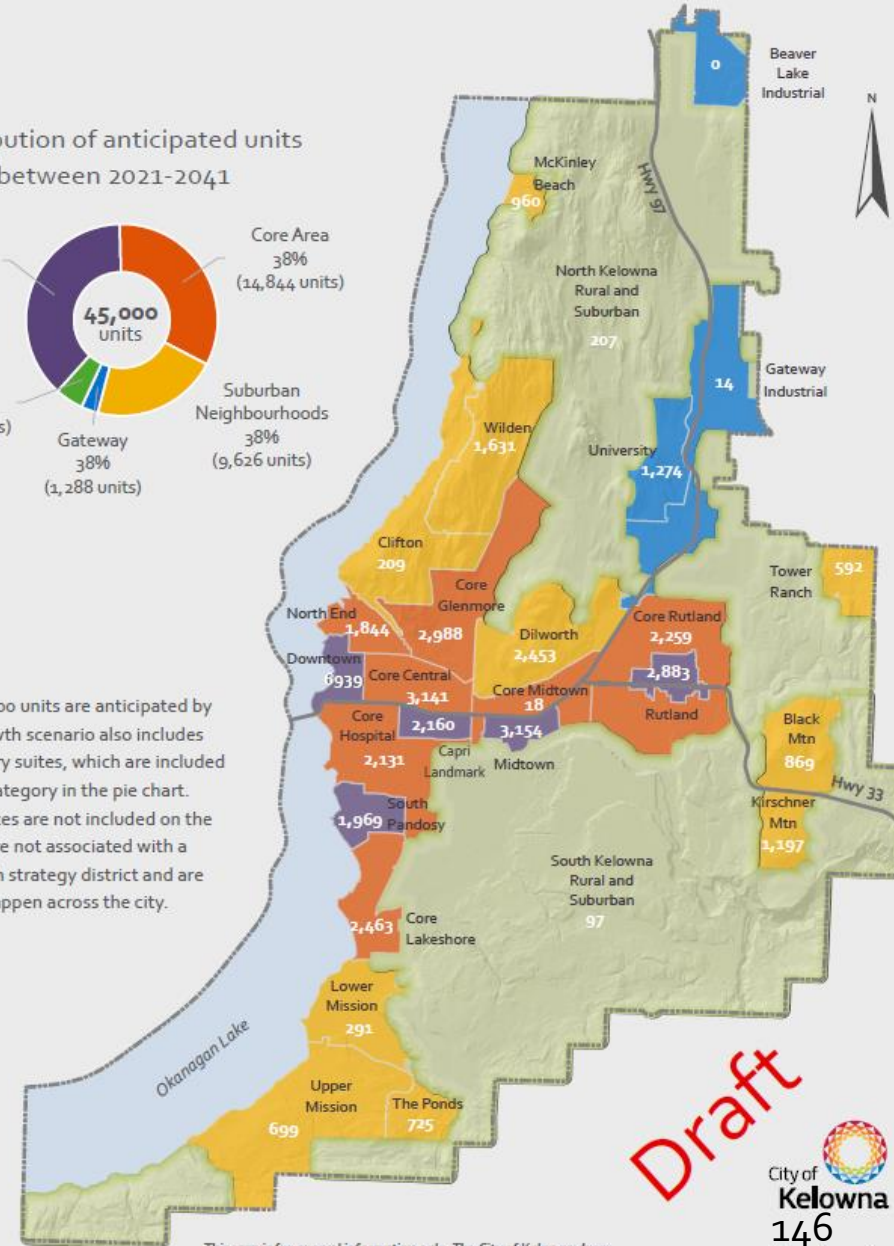 bution of anticipated units
between 2021-2041
Core Area
38%
(14,844 units)
45,000
units
Suburban
Neighbourhoods
38%
(9,626 units)
Gateway
38%
(1,288 units)
s)
oo units are anticipated by
th scenario also includes
y suites, which are included
ategory in the pie chart.
es are not included on the
e not associated with a
h strategy district and are
appen across the city.
Beaver
Lake
Industrial
0
N
McKinley
Beach
960
Hwy 97
North Kelowna
Rural and
Suburban
207
Gateway
Industrial
14
Wilden
1,631
University
1,274
Clifton
209
Tower
Ranch
592
Core
Glenmore
2,988
North End
1,844
Dilworth
2,453
Core Rutland
2,259
Downtown
6939
Core Central
3,141
2,883
Core Midtown
18
Rutland
Core
Hospital
2,131
2,160
Capri
Landmark
3,154
Midtown
Black
Mtn
869
Hwy 33
South
Pandosy
1,969
Kirschner
Mtn
1,197
South Kelowna
Rural and
Suburban
97
2,463
Core
Lakeshore
Lower
Mission
291
Okanagan Lake
Upper
Mission
699
The Ponds
725
Draft
City of
Kelowna
146